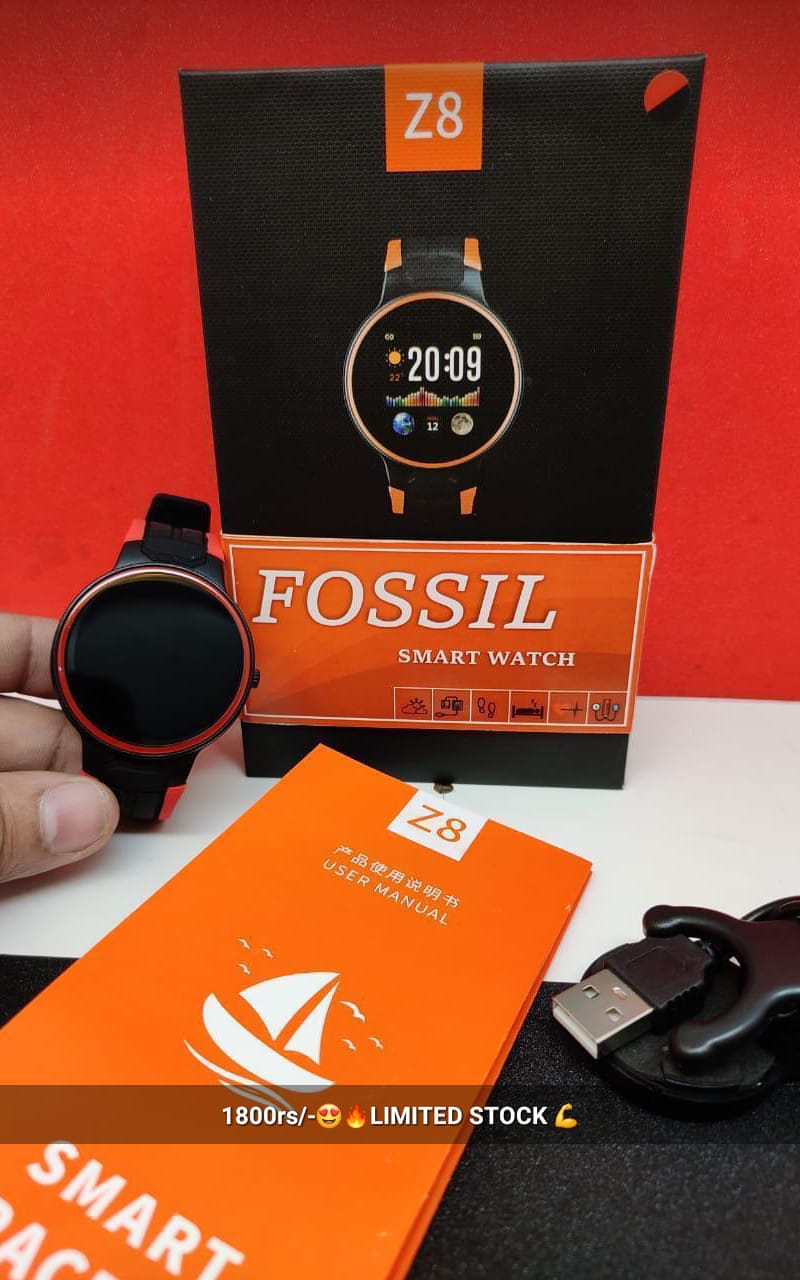 Z8
20:09
22°
12
FOSSIL
SMART WATCH
Z8
产品使用说明书
USER MANUAL
1800rs/-😍🔥LIMITED STOCK 💪
SMART